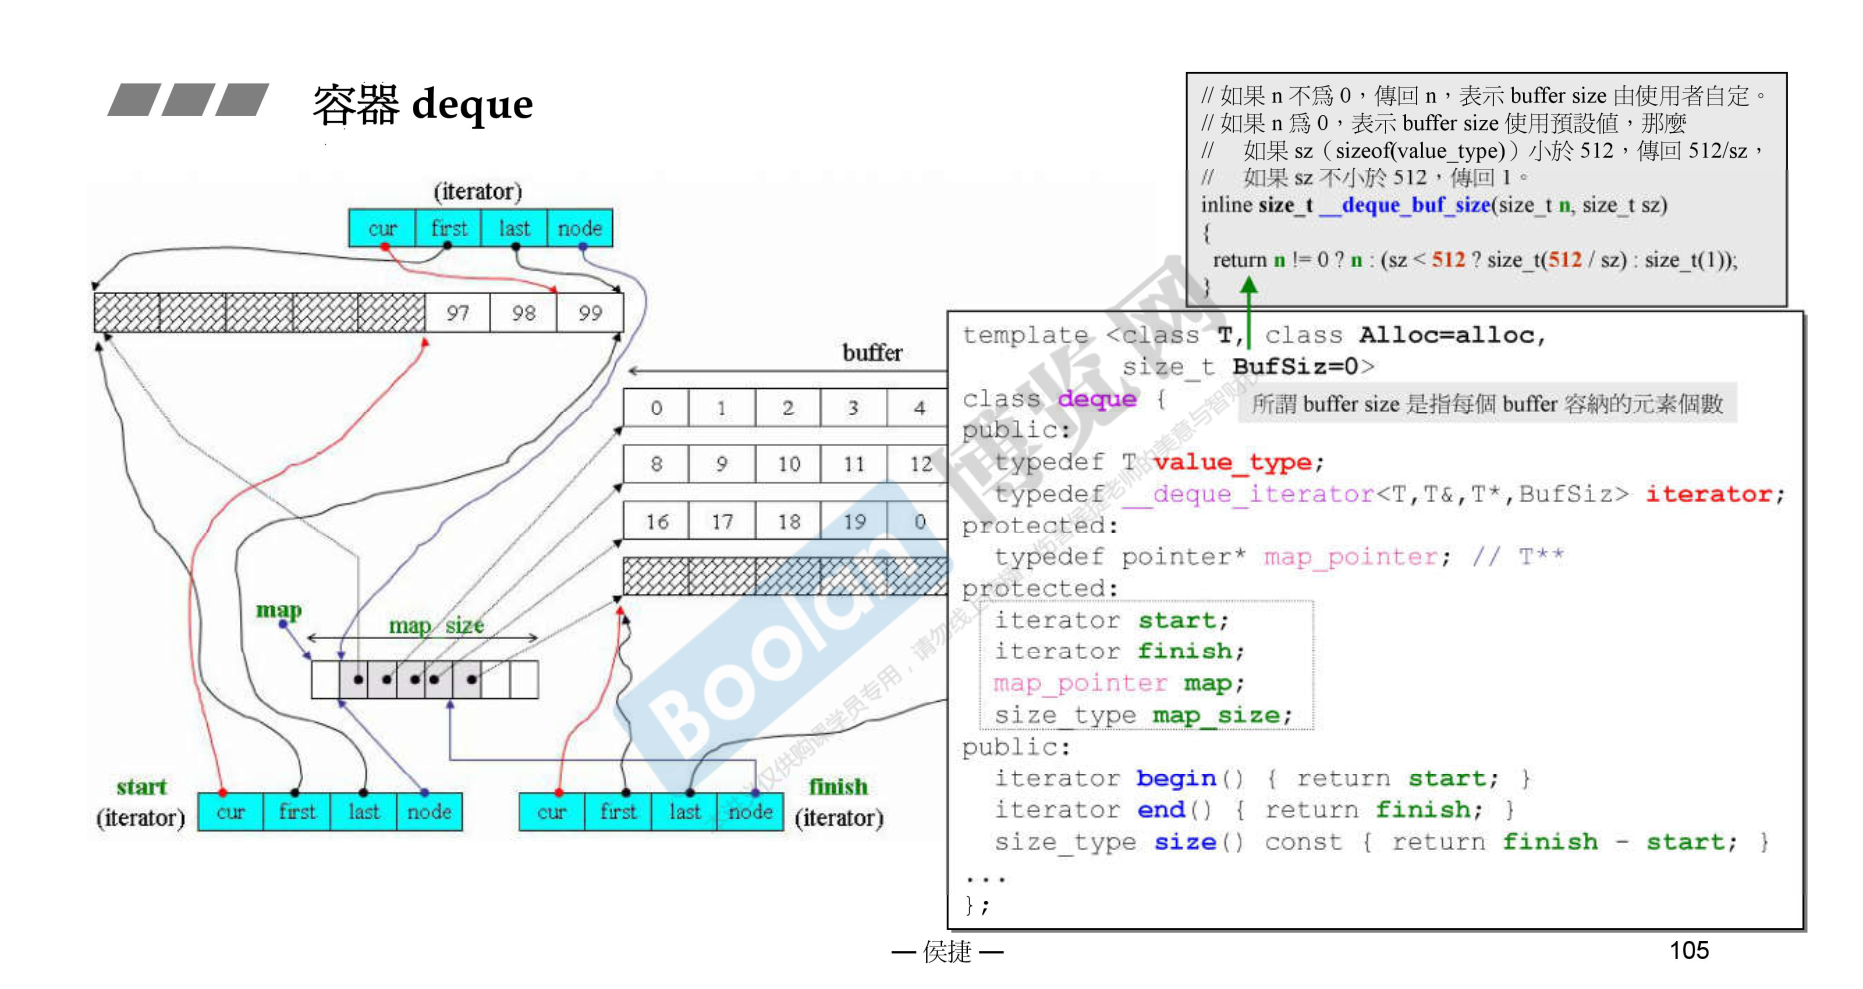 容器 deque
// 如果 n 不為 0，傳回 n，表示 buffer size 由使用者自定。
// 如果 n 為 0，表示 buffer size 使用預設值，那麼
// 如果 sz（sizeof(value_type)）小於 512，傳回 512/sz，
// 如果 sz 不小於 512，傳回 1。
inline size_t __deque_buf_size(size_t n, size_t sz)
{
return n != 0 ? n : (sz < 512 ? size_t(512 / sz) : size_t(1));
}
(iterator)
cur first last node
97 98 99
buffer
0 1 2 3 4
8 9 10 11 12
16 17 18 19 0
map
map_size
start
(iterator)
cur first last node
cur first last node
finish
(iterator)
template <class T, class Alloc=alloc,
size_t BufSiz=0>
class deque {
所謂 buffer size 是指每個 buffer 容納的元素個數
public:
typedef T value_type;
typedef __deque_iterator<T,T&,T*,BufSiz> iterator;
protected:
typedef pointer* map_pointer; // T**
protected:
iterator start;
iterator finish;
map_pointer map;
size_type map_size;
public:
iterator begin() { return start; }
iterator end() { return finish; }
size_type size() const { return finish - start; }
...
};
Boolan 博览网
— 侯捷 —
105